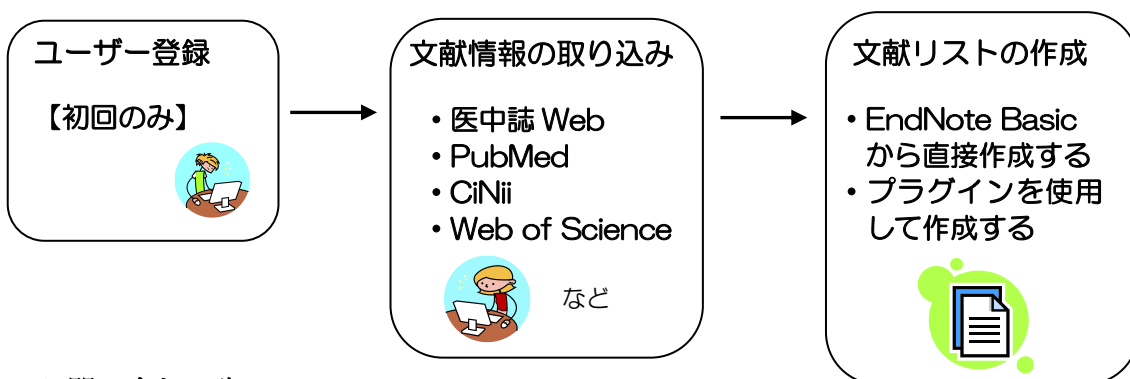 ユーザー登録
【初回のみ】
文献情報の取り込み
・医中誌 Web
・PubMed
・CiNii
・Web of Science
など
文献リストの作成
・EndNote Basic
から直接作成する
・プラグインを使用
して作成する